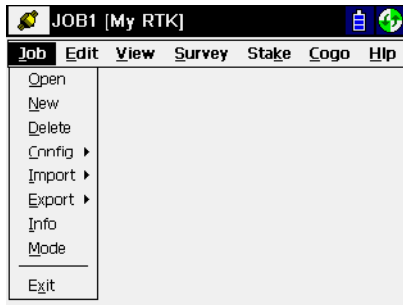 JOB1 [My RTK]
Job Edit View Survey Stake Cogo Hlp
Open
New
Delete
Config
Import
Export
Info
Mode
Exit